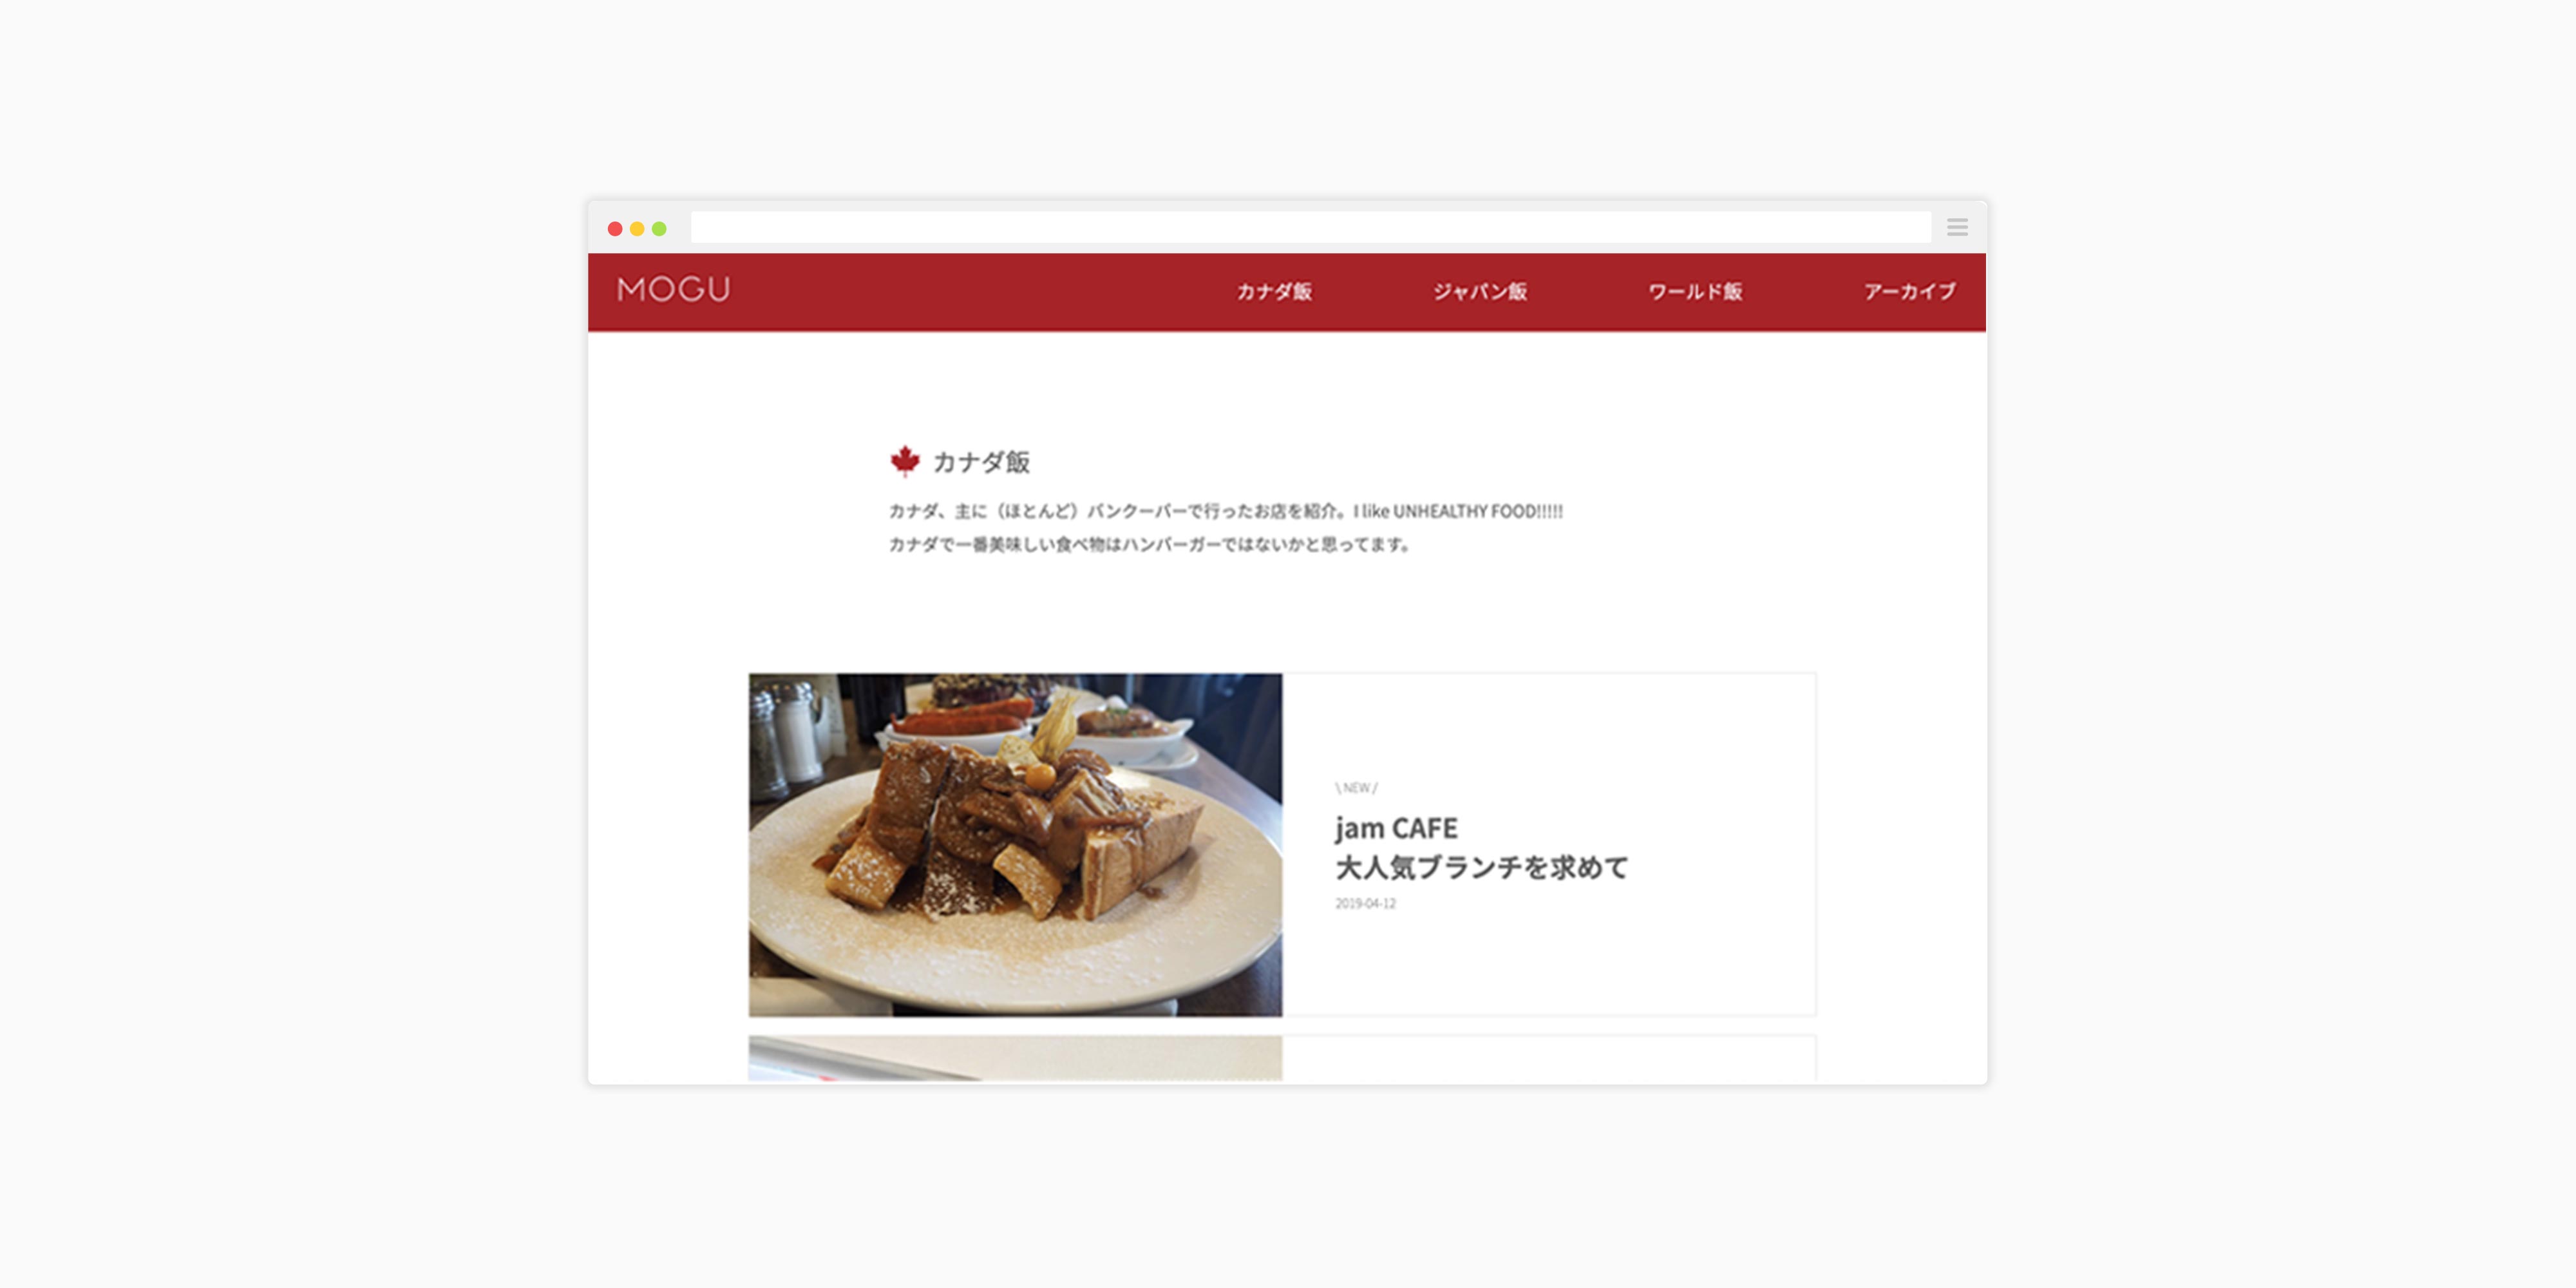 MOGU
カナダ飯
ジャパン飯
ワールド飯
アーカイブ
カナダ飯
カナダ、主に（ほとんど）バンクーバーで行ったお店を紹介。I like UNHEALTHY FOOD!!!!!
カナダで一番美味しい食べ物はハンバーガーではないかと思ってます。
\ NEW /
jam CAFE
大人気ブランチを求めて
2019-04-12